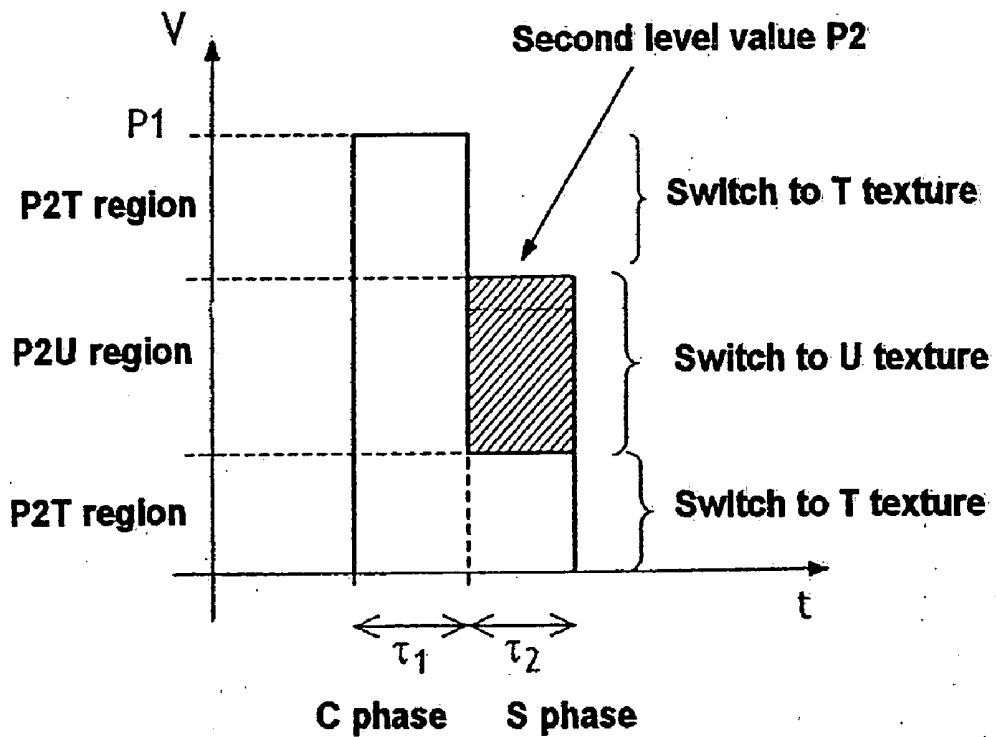 V
Second level value P2
P1
P2T region
Switch to T texture
P2U region
Switch to U texture
P2T region
Switch to T texture
t
τ1
τ2
C phase
S phase